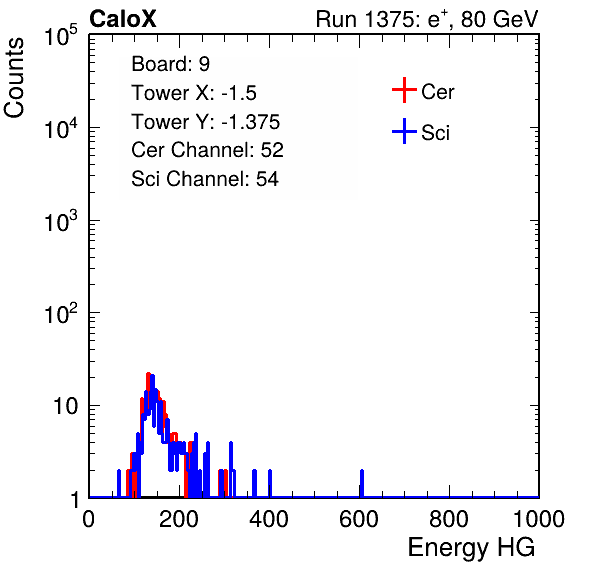 CaloX Run 1375: e⁺, 80 GeV
Counts
Board: 9
Tower X: -1.5
Tower Y: -1.375
Cer Channel: 52
Sci Channel: 54
Cer
Sci
10⁵
10⁴
10³
10²
10
1
0 200 400 600 800 1000
Energy HG